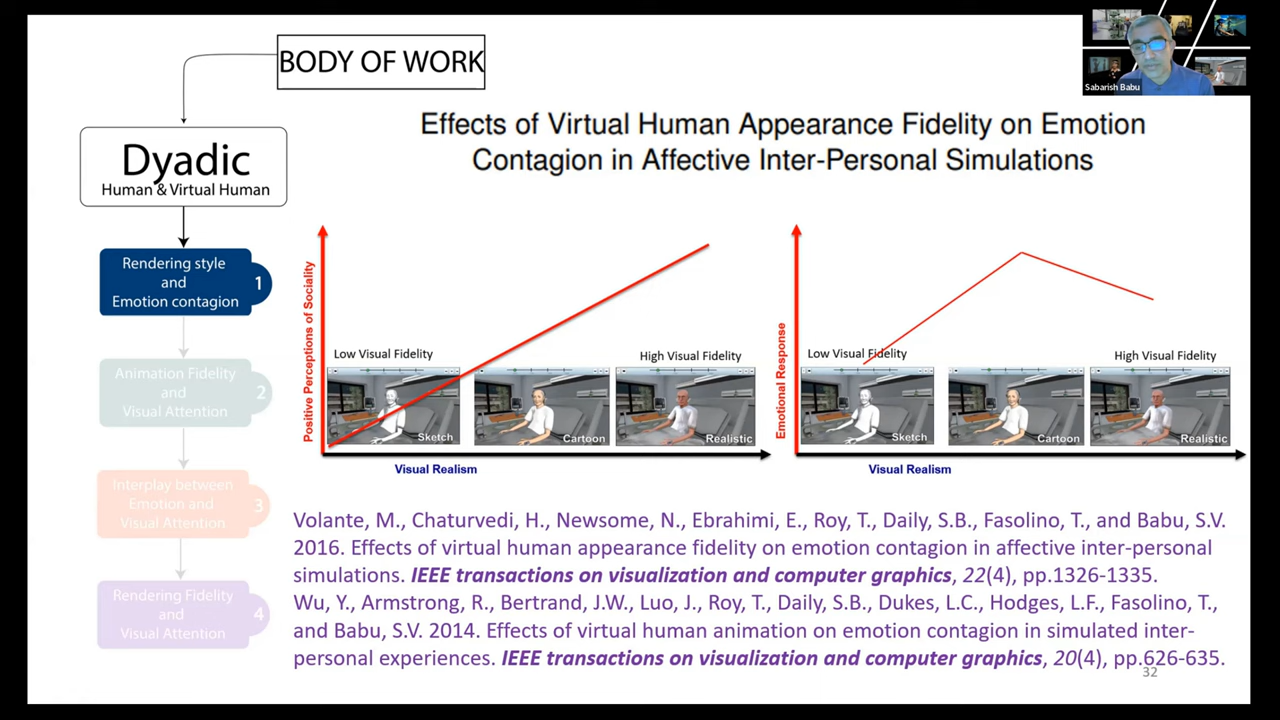 BODY OF WORK
Sabarish Babu
Dyadic
Human & Virtual Human
Rendering style
and
Emotion contagion
1
Animation Fidelity
and
Visual Attention
2
Interplay between
Emotion and
Visual Attention
3
Rendering Fidelity
and
Visual Attention
4
Effects of Virtual Human Appearance Fidelity on Emotion
Contagion in Affective Inter-Personal Simulations
Positive Perceptions of Sociality
Low Visual Fidelity
High Visual Fidelity
Sketch
Cartoon
Realistic
Visual Realism
Emotional Response
Low Visual Fidelity
High Visual Fidelity
Sketch
Cartoon
Realistic
Visual Realism
Volante, M., Chaturvedi, H., Newsome, N., Ebrahimi, E., Roy, T., Daily, S.B., Fasolino, T., and Babu, S.V.
2016. Effects of virtual human appearance fidelity on emotion contagion in affective inter-personal
simulations. IEEE transactions on visualization and computer graphics, 22(4), pp.1326-1335.
Wu, Y., Armstrong, R., Bertrand, J.W., Luo, J., Roy, T., Daily, S.B., Dukes, L.C., Hodges, L.F., Fasolino, T.,
and Babu, S.V. 2014. Effects of virtual human animation on emotion contagion in simulated inter-
personal experiences. IEEE transactions on visualization and computer graphics, 20(4), pp.626-635.
32